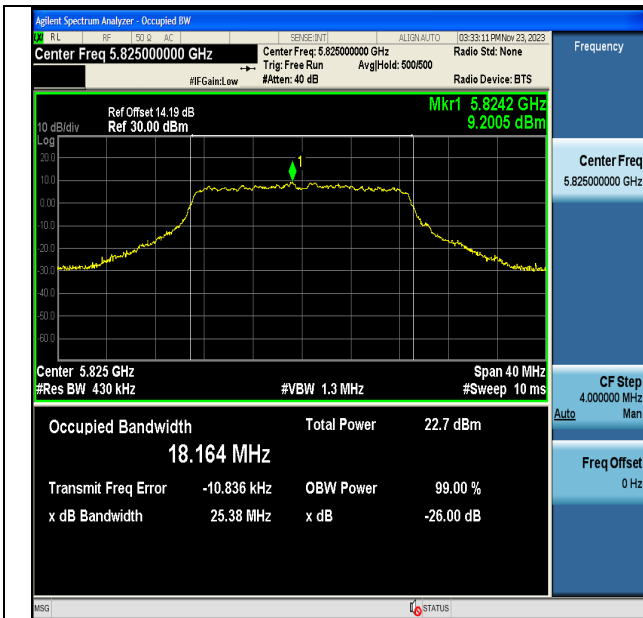 Agilent Spectrum Analyzer - Occupied BW
RL RF 50 Ω AC SENSE:INT ALIGN AUTO 03:33:11 PM Nov 23, 2023
Center Freq 5.825000000 GHz
Center Freq: 5.825000000 GHz Radio Std: None
Trig: Free Run Avg|Hold: 500/500
#IFGain:Low #Atten: 40 dB Radio Device: BTS
Ref Offset 14.19 dB
10 dB/div Ref 30.00 dBm
Mkr1 5.8242 GHz
9.2005 dBm
Log
20.0
10.0
0.00
-10.0
-20.0
-30.0
-40.0
-50.0
-60.0
1
Center 5.825 GHz Span 40 MHz
#Res BW 430 kHz #VBW 1.3 MHz #Sweep 10 ms
Occupied Bandwidth Total Power 22.7 dBm
18.164 MHz
Transmit Freq Error -10.836 kHz OBW Power 99.00 %
x dB Bandwidth 25.38 MHz x dB -26.00 dB
MSG STATUS
Frequency
Center Freq
5.825000000 GHz
CF Step
4.000000 MHz
Auto Man
Freq Offset
0 Hz